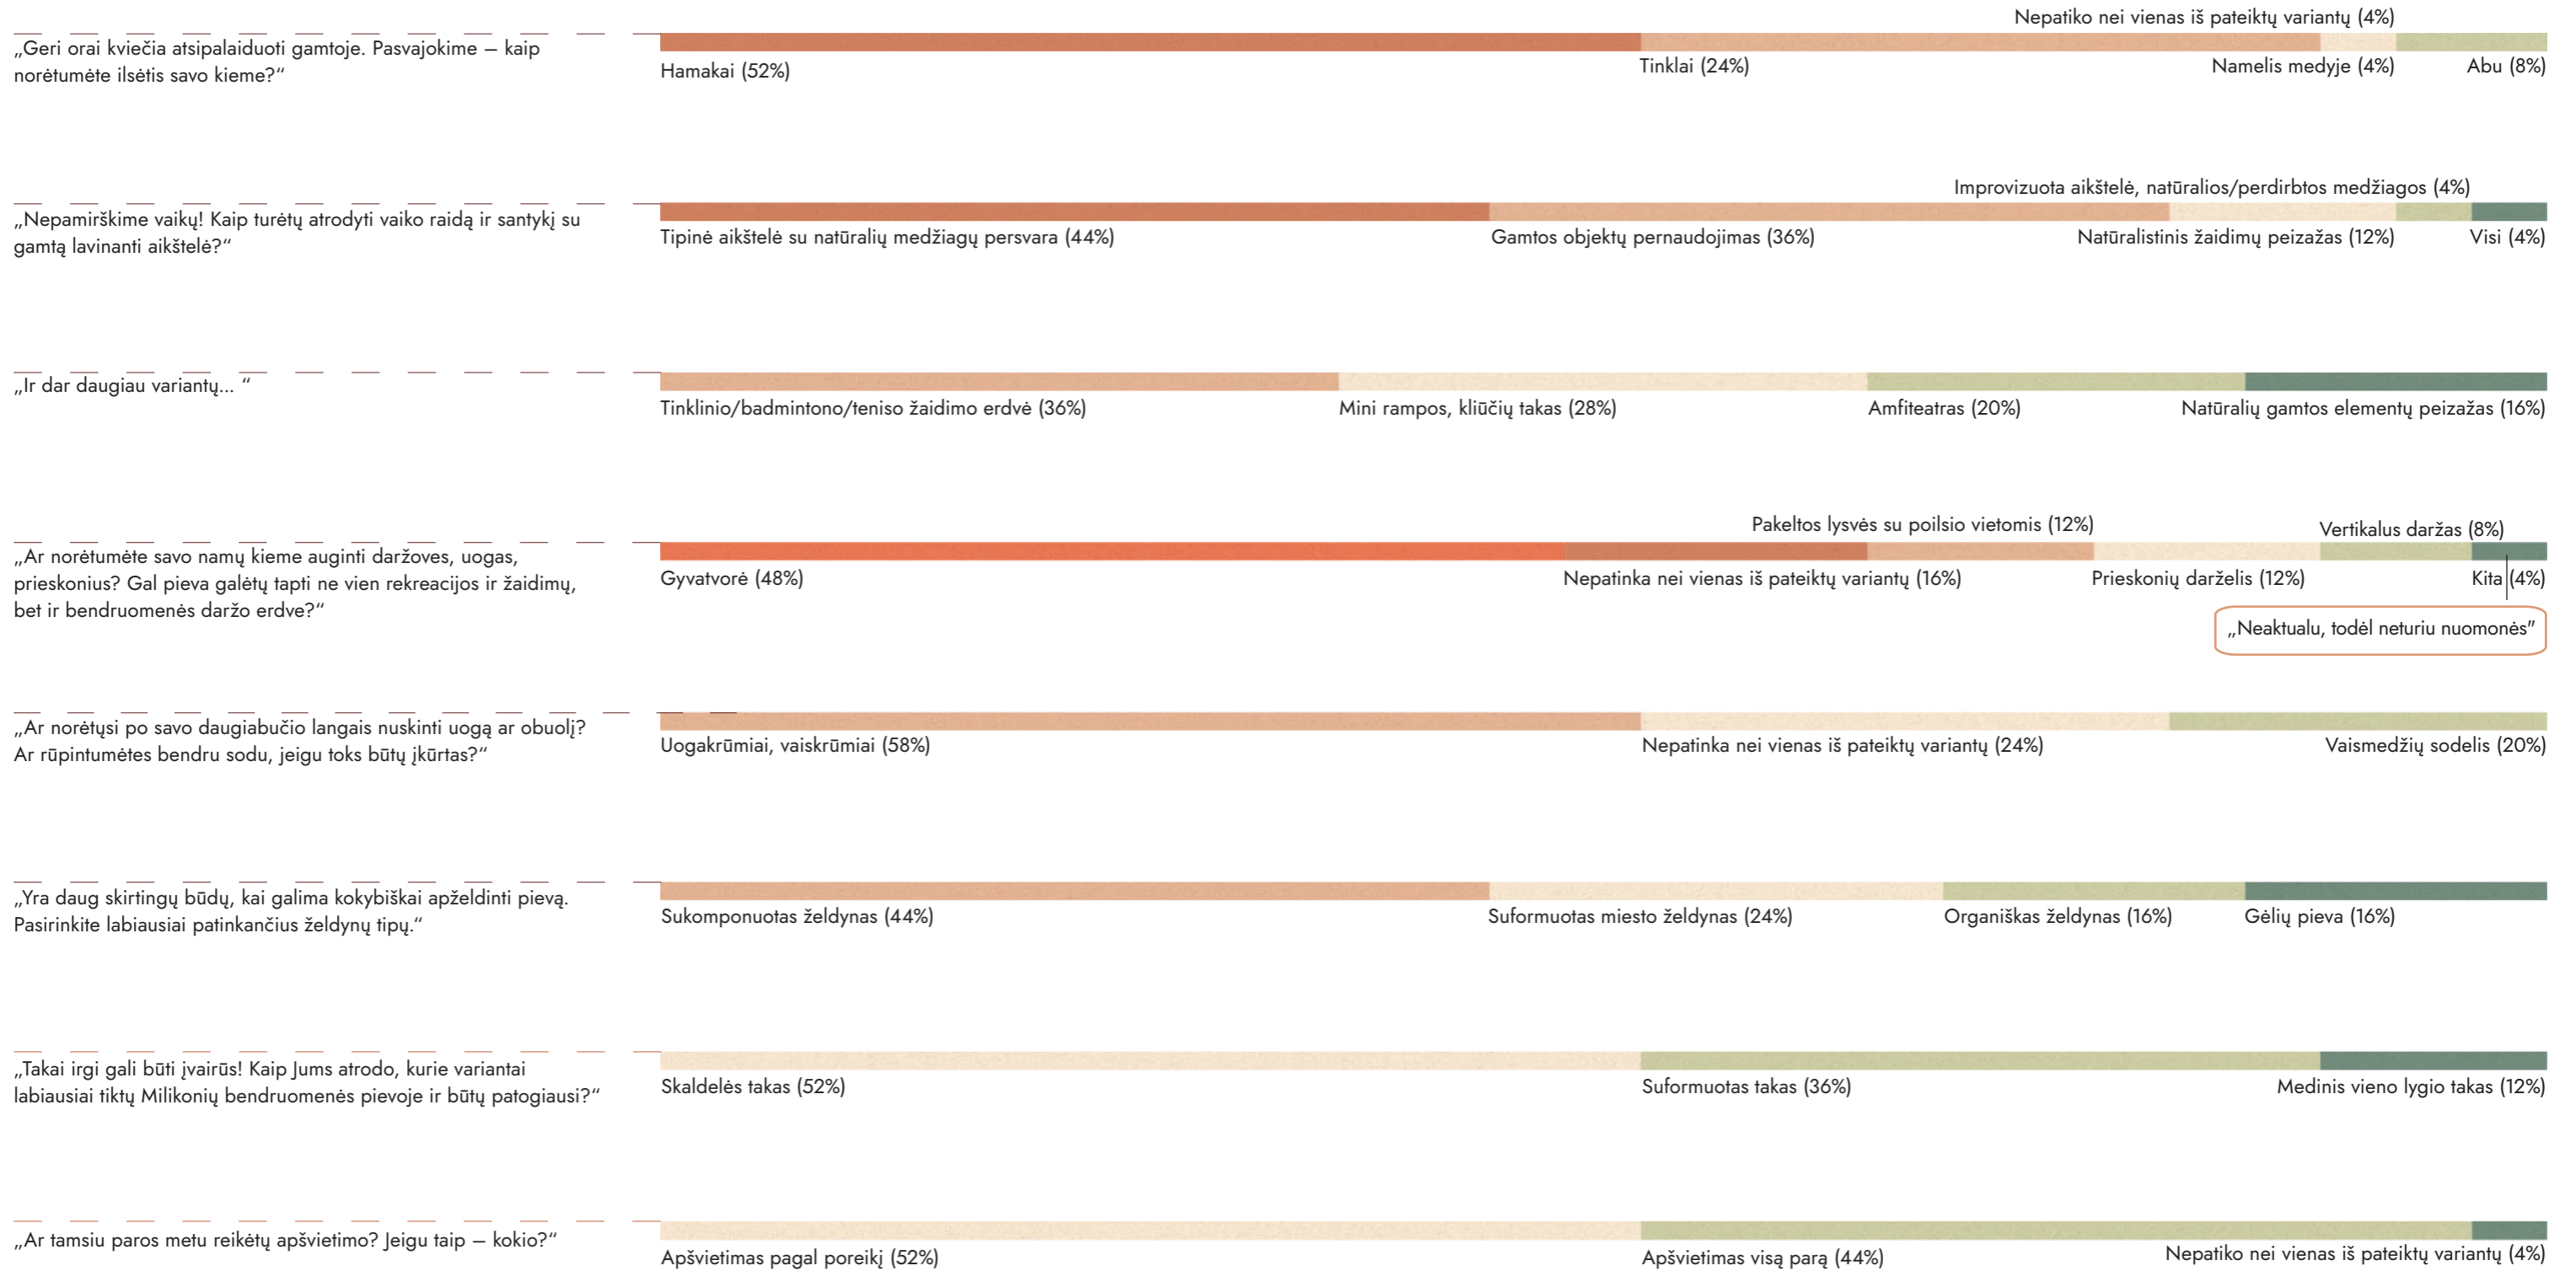 Nepatiko nei vienas iš pateiktų variantų (4%)
„Geri orai kviečia atsipalaiduoti gamtoje. Pasvajokime – kaip
norėtumėte ilsėtis savo kieme?“
Hamakai (52%)
Tinklai (24%)
Namelis medyje (4%)
Abu (8%)
Improvizuota aikštelė, natūralios/perdirbtos medžiagos (4%)
„Nepamirškime vaikų! Kaip turėtų atrodyti vaiko raidą ir santykį su
gamtą lavinanti aikštelė?“
Tipinė aikštelė su natūralių medžiagų persvara (44%)
Gamtos objektų pernaudojimas (36%)
Natūralistinis žaidimų peizažas (12%)
Visi (4%)
„Ir dar daugiau variantų... “
Tinklinio/badmintono/teniso žaidimo erdvė (36%)
Mini rampos, kliūčių takas (28%)
Amfiteatras (20%)
Natūralių gamtos elementų peizažas (16%)
Pakeltos lysvės su poilsio vietomis (12%)
Vertikalus daržas (8%)
„Ar norėtumėte savo namų kieme auginti daržoves, uogas,
prieskonius? Gal pieva galėtų tapti ne vien rekreacijos ir žaidimų,
bet ir bendruomenės daržo erdve?“
Gyvatvorė (48%)
Nepatinka nei vienas iš pateiktų variantų (16%)
Prieskonių darželis (12%)
Kita (4%)
„Neaktualu, todėl neturiu nuomonės"
„Ar norėtųsi po savo daugiabučio langais nuskinti uogą ar obuolį?
Ar rūpintumėtes bendru sodu, jeigu toks būtų įkūrtas?“
Uogakrūmiai, vaiskrūmiai (58%)
Nepatinka nei vienas iš pateiktų variantų (24%)
Vaismedžių sodelis (20%)
„Yra daug skirtingų būdų, kai galima kokybiškai apželdinti pievą.
Pasirinkite labiausiai patinkančius želdynų tipų.“
Sukomponuotas želdynas (44%)
Suformuotas miesto želdynas (24%)
Organiškas želdynas (16%)
Gėlių pieva (16%)
„Takai irgi gali būti įvairūs! Kaip Jums atrodo, kurie variantai
labiausiai tiktų Milikonių bendruomenės pievoje ir būtų patogiausi?“
Skaldelės takas (52%)
Suformuotas takas (36%)
Medinis vieno lygio takas (12%)
„Ar tamsiu paros metu reikėtų apšvietimo? Jeigu taip – kokio?“
Apšvietimas pagal poreikį (52%)
Apšvietimas visą parą (44%)
Nepatiko nei vienas iš pateiktų variantų (4%)